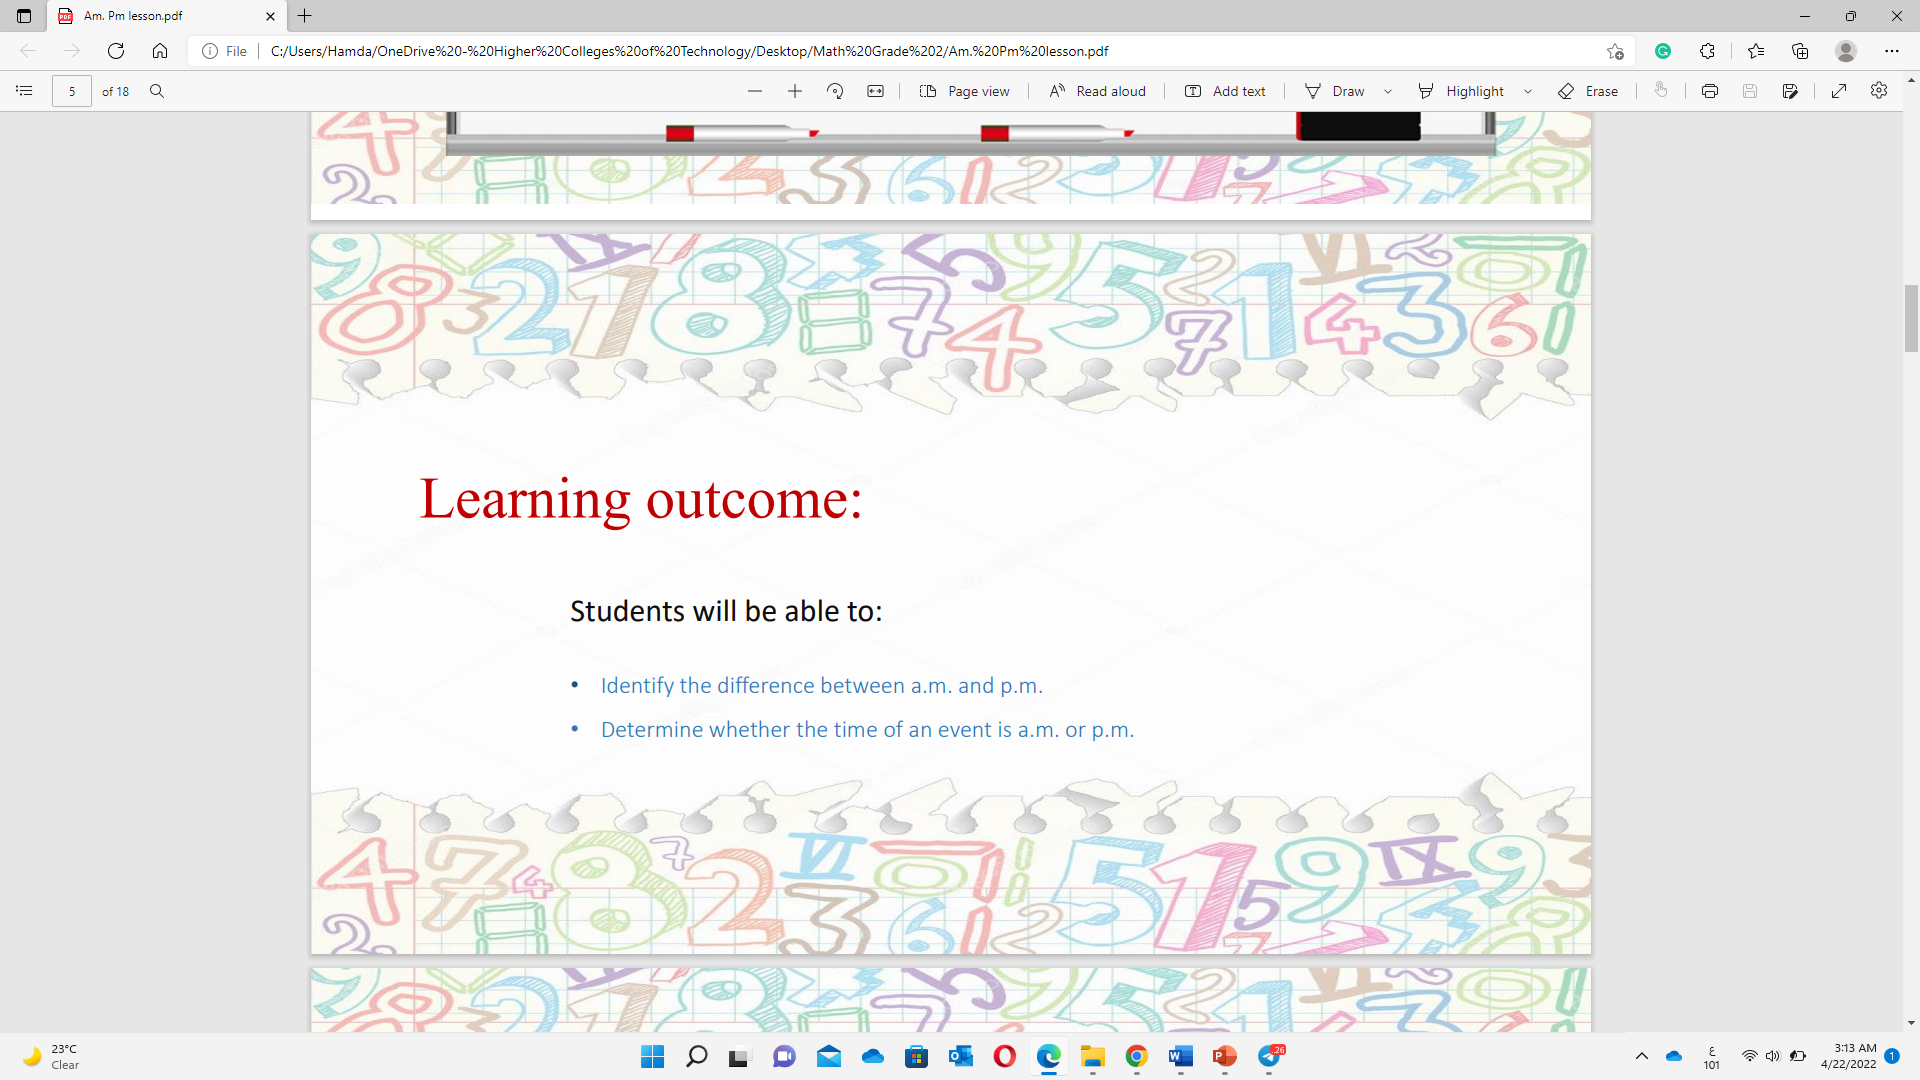 Am. Pm lesson.pdf
File
C:/Users/Hamda/OneDrive%20-%20Higher%20Colleges%20of%20Technology/Desktop/Math%20Grade%202/Am.%20Pm%20lesson.pdf
5 of 18
Page view
Read aloud
Add text
Draw
Highlight
Erase
Learning outcome:
Students will be able to:
• Identify the difference between a.m. and p.m.
• Determine whether the time of an event is a.m. or p.m.
23°C
Clear
26
ع
101
3:13 AM
4/22/2022
1